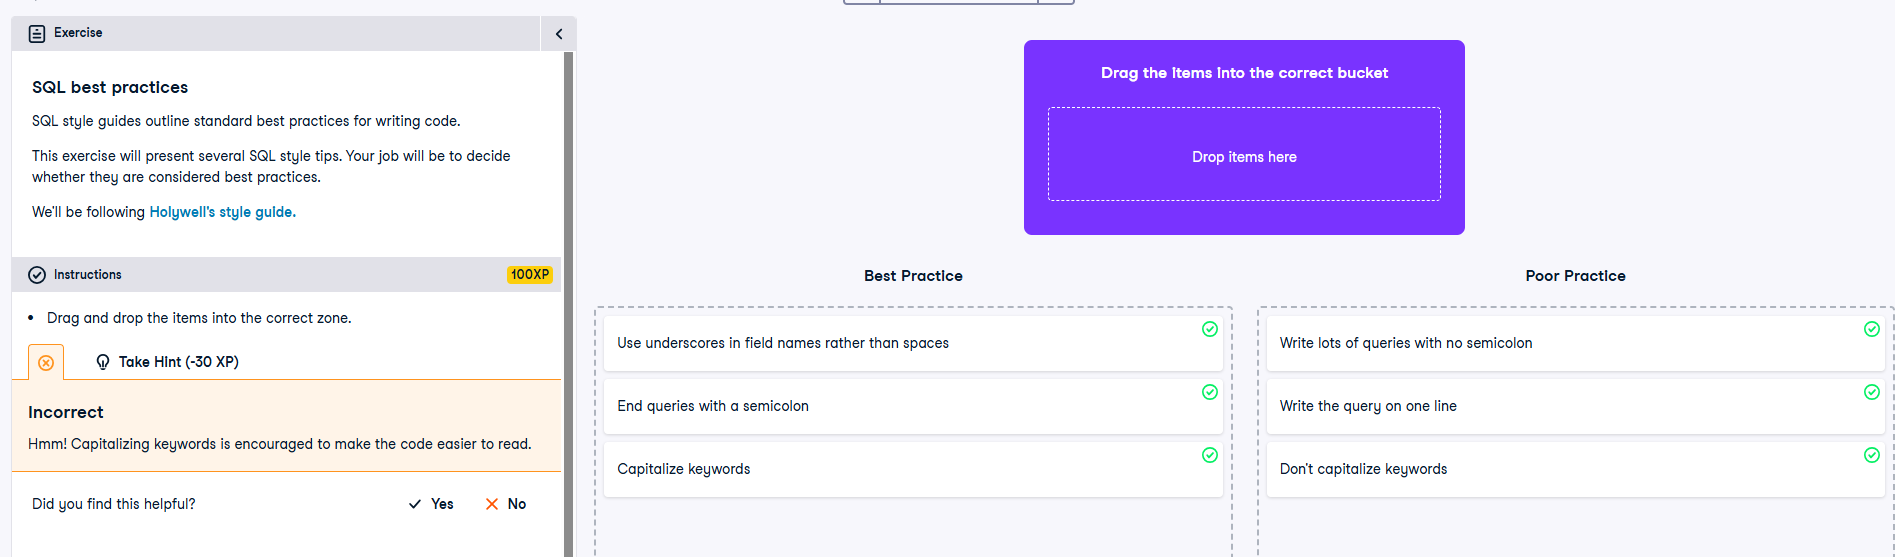 Exercise
SQL best practices
SQL style guides outline standard best practices for writing code.
This exercise will present several SQL style tips. Your job will be to decide
whether they are considered best practices.
We'll be following Holywell's style guide.
Instructions
100XP
Drag and drop the items into the correct zone.
Take Hint (-30 XP)
Incorrect
Hmm! Capitalizing keywords is encouraged to make the code easier to read.
Did you find this helpful?
Yes
No
Drag the items into the correct bucket
Drop items here
Best Practice
Use underscores in field names rather than spaces
End queries with a semicolon
Capitalize keywords
Poor Practice
Write lots of queries with no semicolon
Write the query on one line
Don't capitalize keywords